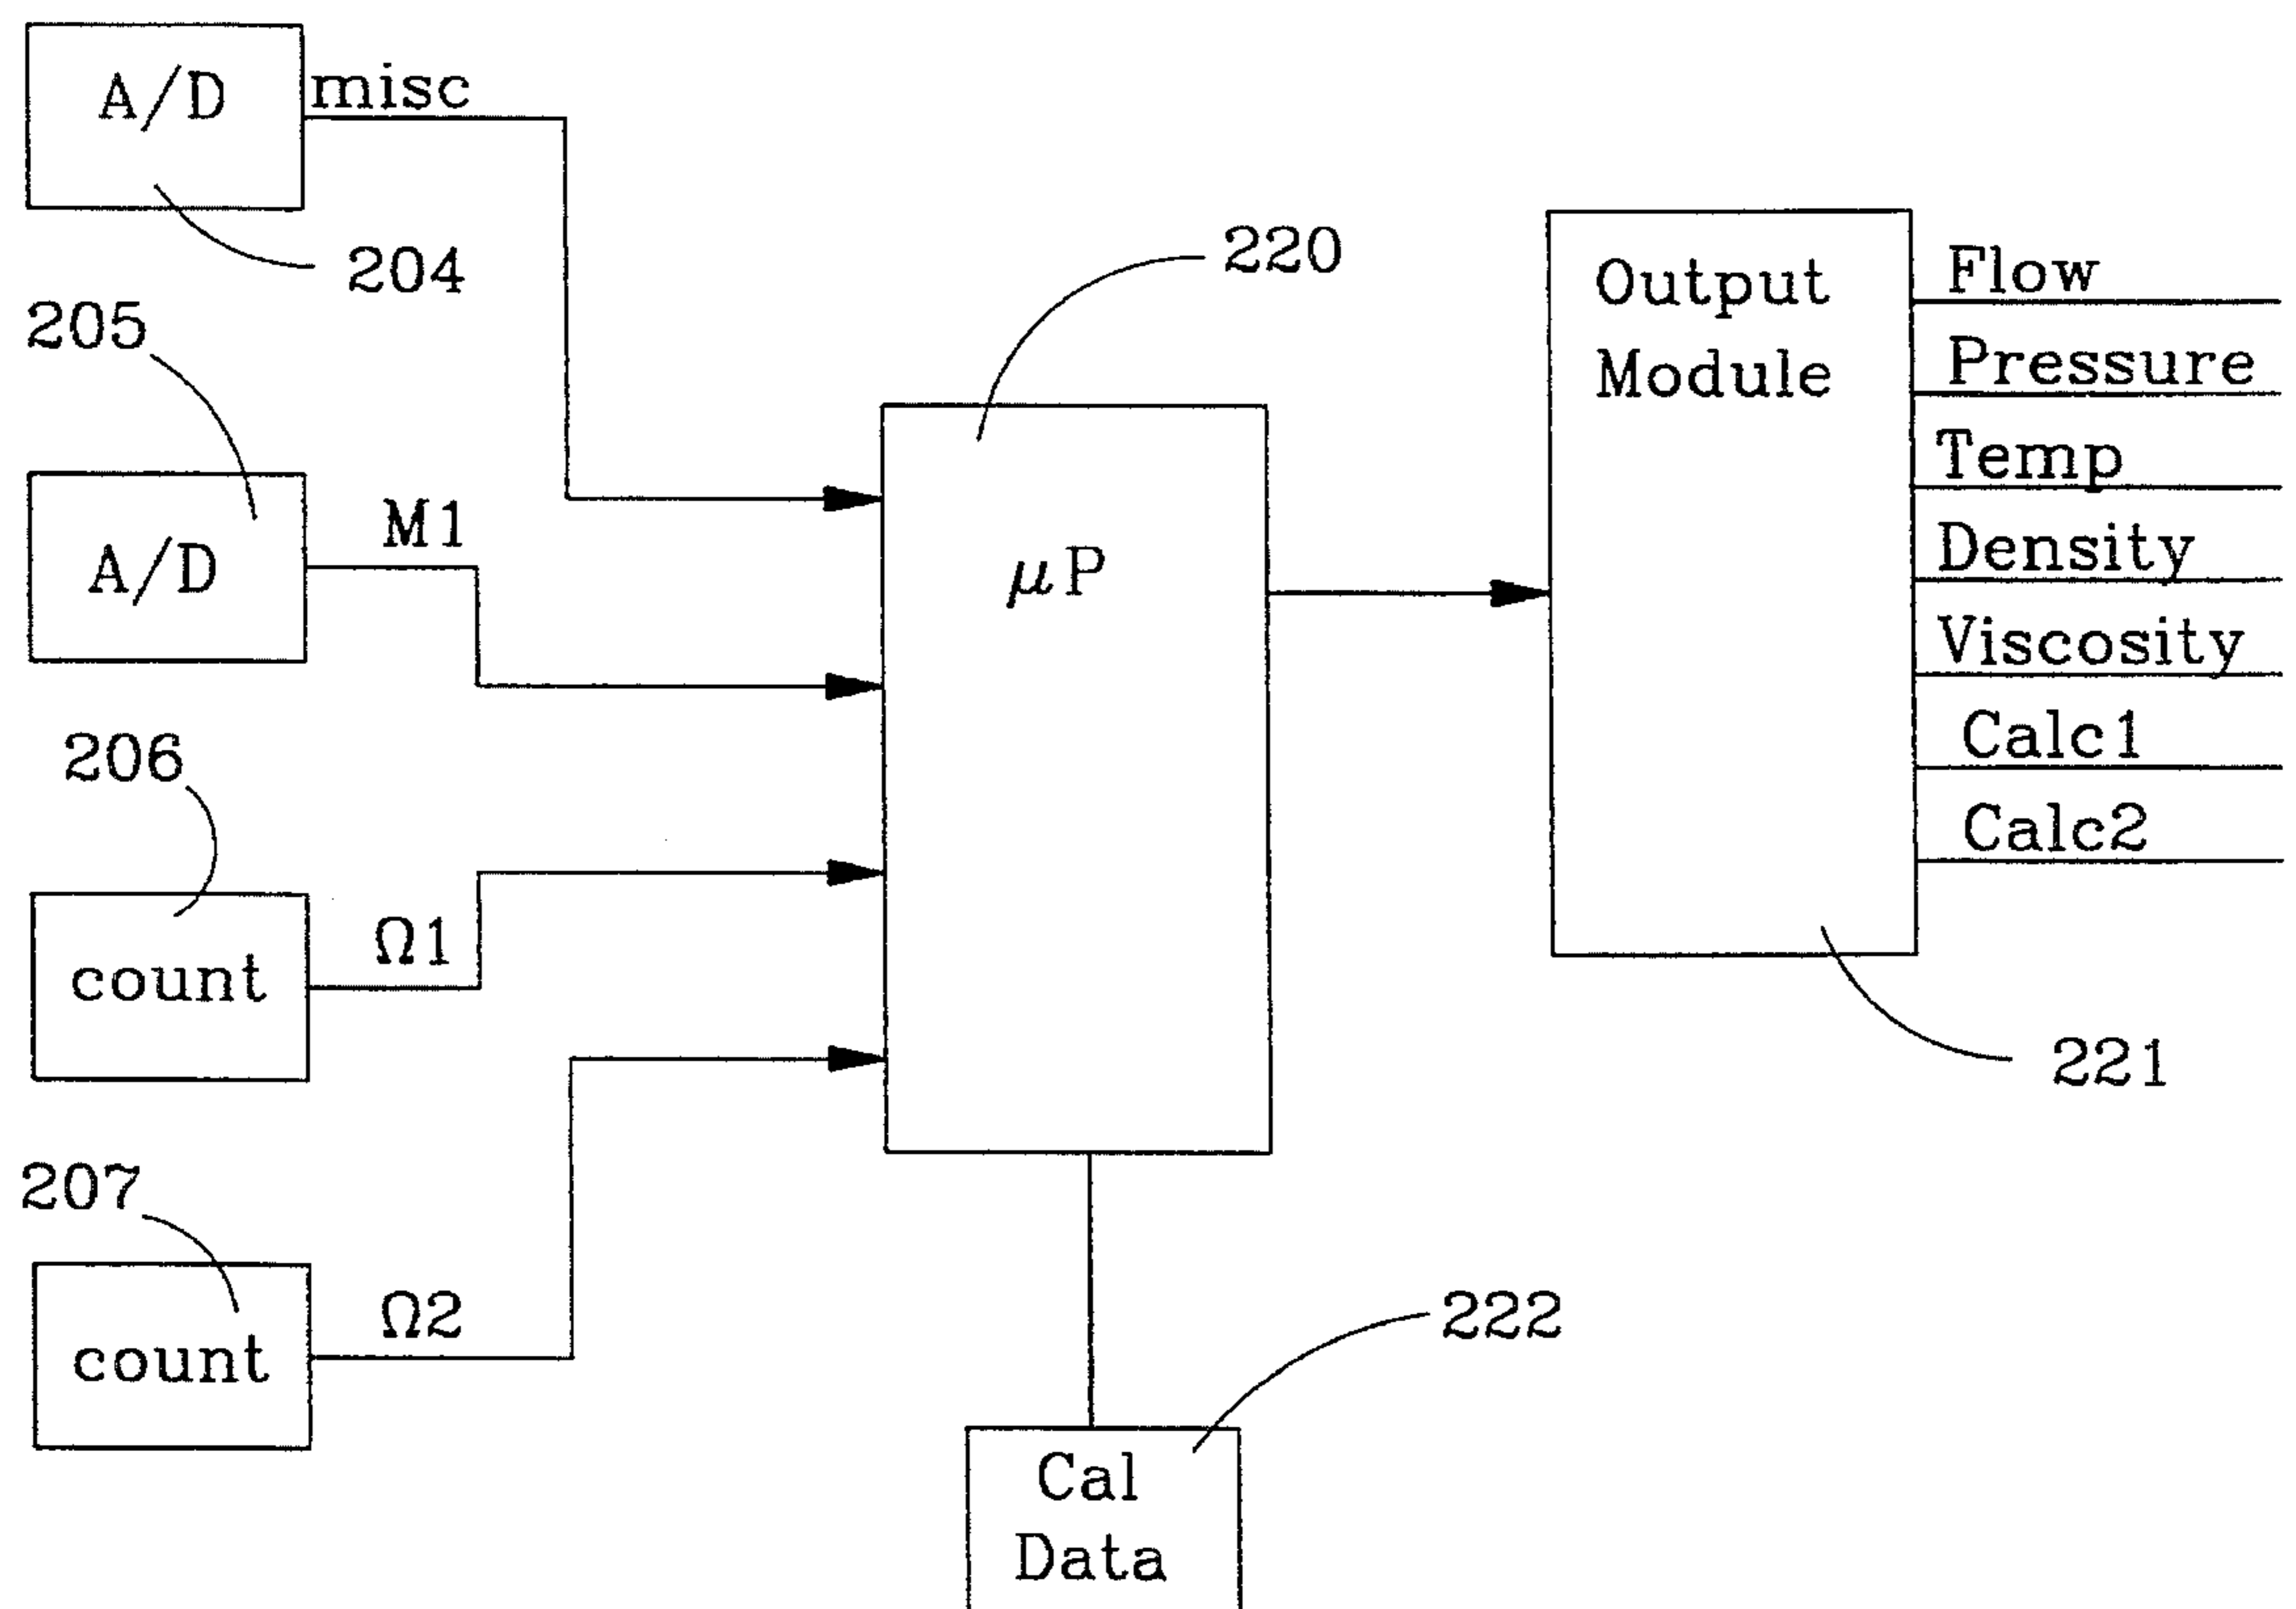 A/D
misc
204
205
A/D
M1
206
count
Ω1
207
count
Ω2
220
μP
Output
Module
Flow
Pressure
Temp
Density
Viscosity
Calc1
Calc2
221
222
Cal
Data